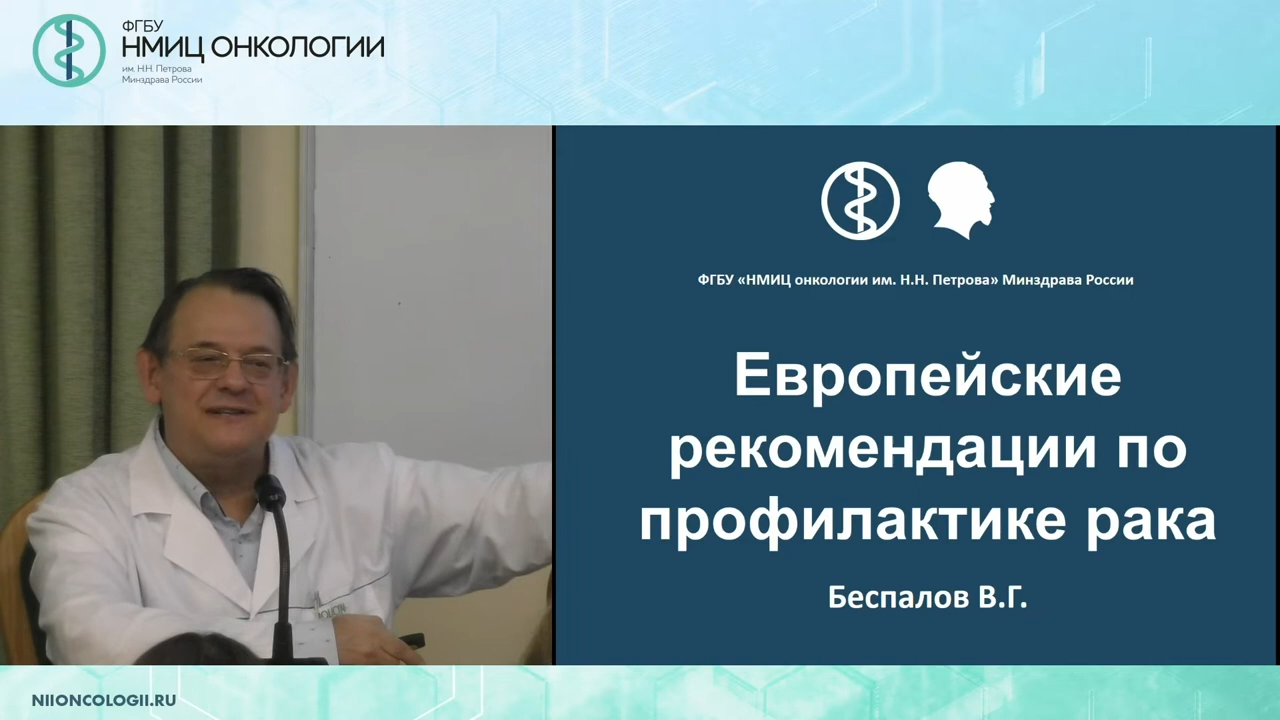 ФГБУ
НМИЦ ОНКОЛОГИИ
им. Н.Н. Петрова
Минздрава России
ФГБУ «НМИЦ онкологии им. Н.Н. Петрова» Минздрава России
Европейские
рекомендации по
профилактике рака
Беспалов В.Г.
NIIONCOLOGII.RU